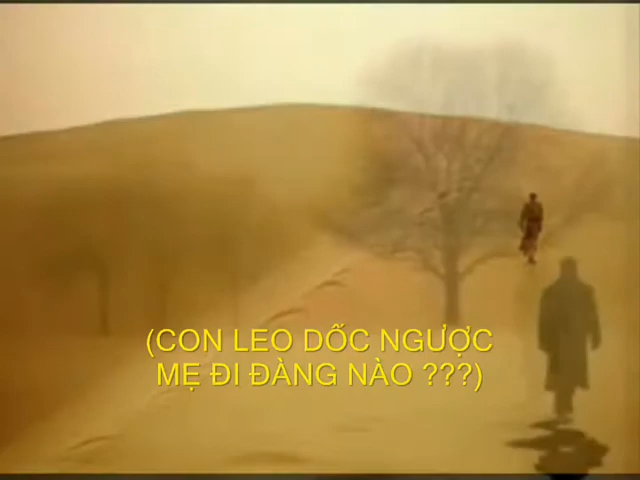 (CON LEO DỐC NGƯỢC
MẸ ĐI ĐÀNG NÀO ???)